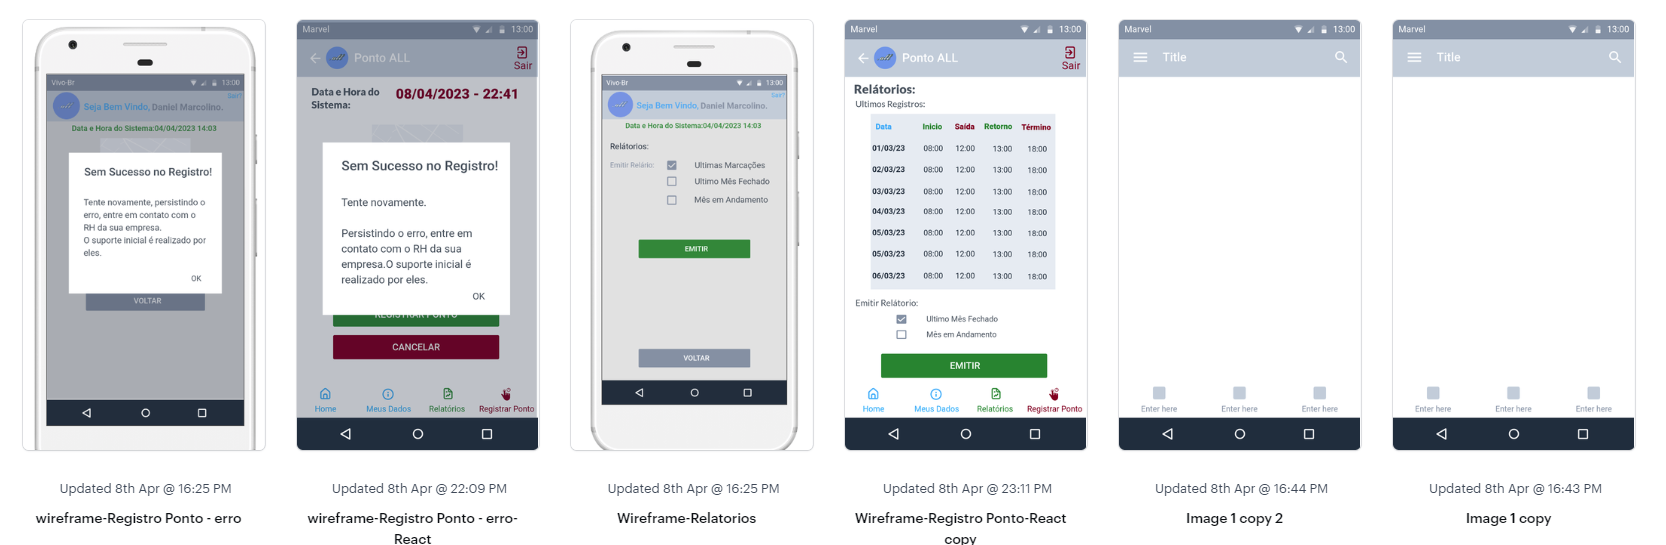 Vivo-Br
13:00
Seja Bem Vindo, Daniel Marcolino.
Data e Hora do Sistema:04/04/2023 14:03
Sem Sucesso no Registro!
Tente novamente, persistindo o
erro, entre em contato com o
RH da sua empresa.
O suporte inicial é realizado por
eles.
OK
VOLTAR
Updated 8th Apr @ 16:25 PM
wireframe-Registro Ponto - erro
Marvel
13:00
Ponto ALL
Sair
Data e Hora do
Sistema:
08/04/2023 - 22:41
Sem Sucesso no Registro!
Tente novamente.
Persistindo o erro, entre em
contato com o RH da sua
empresa.O suporte inicial é
realizado por eles.
OK
REGISTRAR PONTO
CANCELAR
Home Meus Dados Relatórios Registrar Ponto
Updated 8th Apr @ 22:09 PM
wireframe-Registro Ponto - erro-
React
Vivo-Br
13:00
Seja Bem Vindo, Daniel Marcolino.
Data e Hora do Sistema:04/04/2023 14:03
Relátorios:
Emitir Relário:
Ultimas Marcações
Ultimo Mês Fechado
Mês em Andamento
EMITIR
VOLTAR
Updated 8th Apr @ 16:25 PM
Wireframe-Relatorios
Marvel
13:00
Ponto ALL
Sair
Relátorios:
Ultimos Registros:
Data Início Saída Retorno Término
01/03/23 08:00 12:00 13:00 18:00
02/03/23 08:00 12:00 13:00 18:00
03/03/23 08:00 12:00 13:00 18:00
04/03/23 08:00 12:00 13:00 18:00
05/03/23 08:00 12:00 13:00 18:00
05/03/23 08:00 12:00 13:00 18:00
06/03/23 08:00 12:00 13:00 18:00
Emitir Relátorio:
Ultimo Mês Fechado
Mês em Andamento
EMITIR
Home Meus Dados Relatórios Registrar Ponto
Updated 8th Apr @ 23:11 PM
Wireframe-Registro Ponto-React
copy
Marvel
13:00
Title
Enter here Enter here Enter here
Updated 8th Apr @ 16:44 PM
Image 1 copy 2
Marvel
13:00
Title
Enter here Enter here Enter here
Updated 8th Apr @ 16:43 PM
Image 1 copy